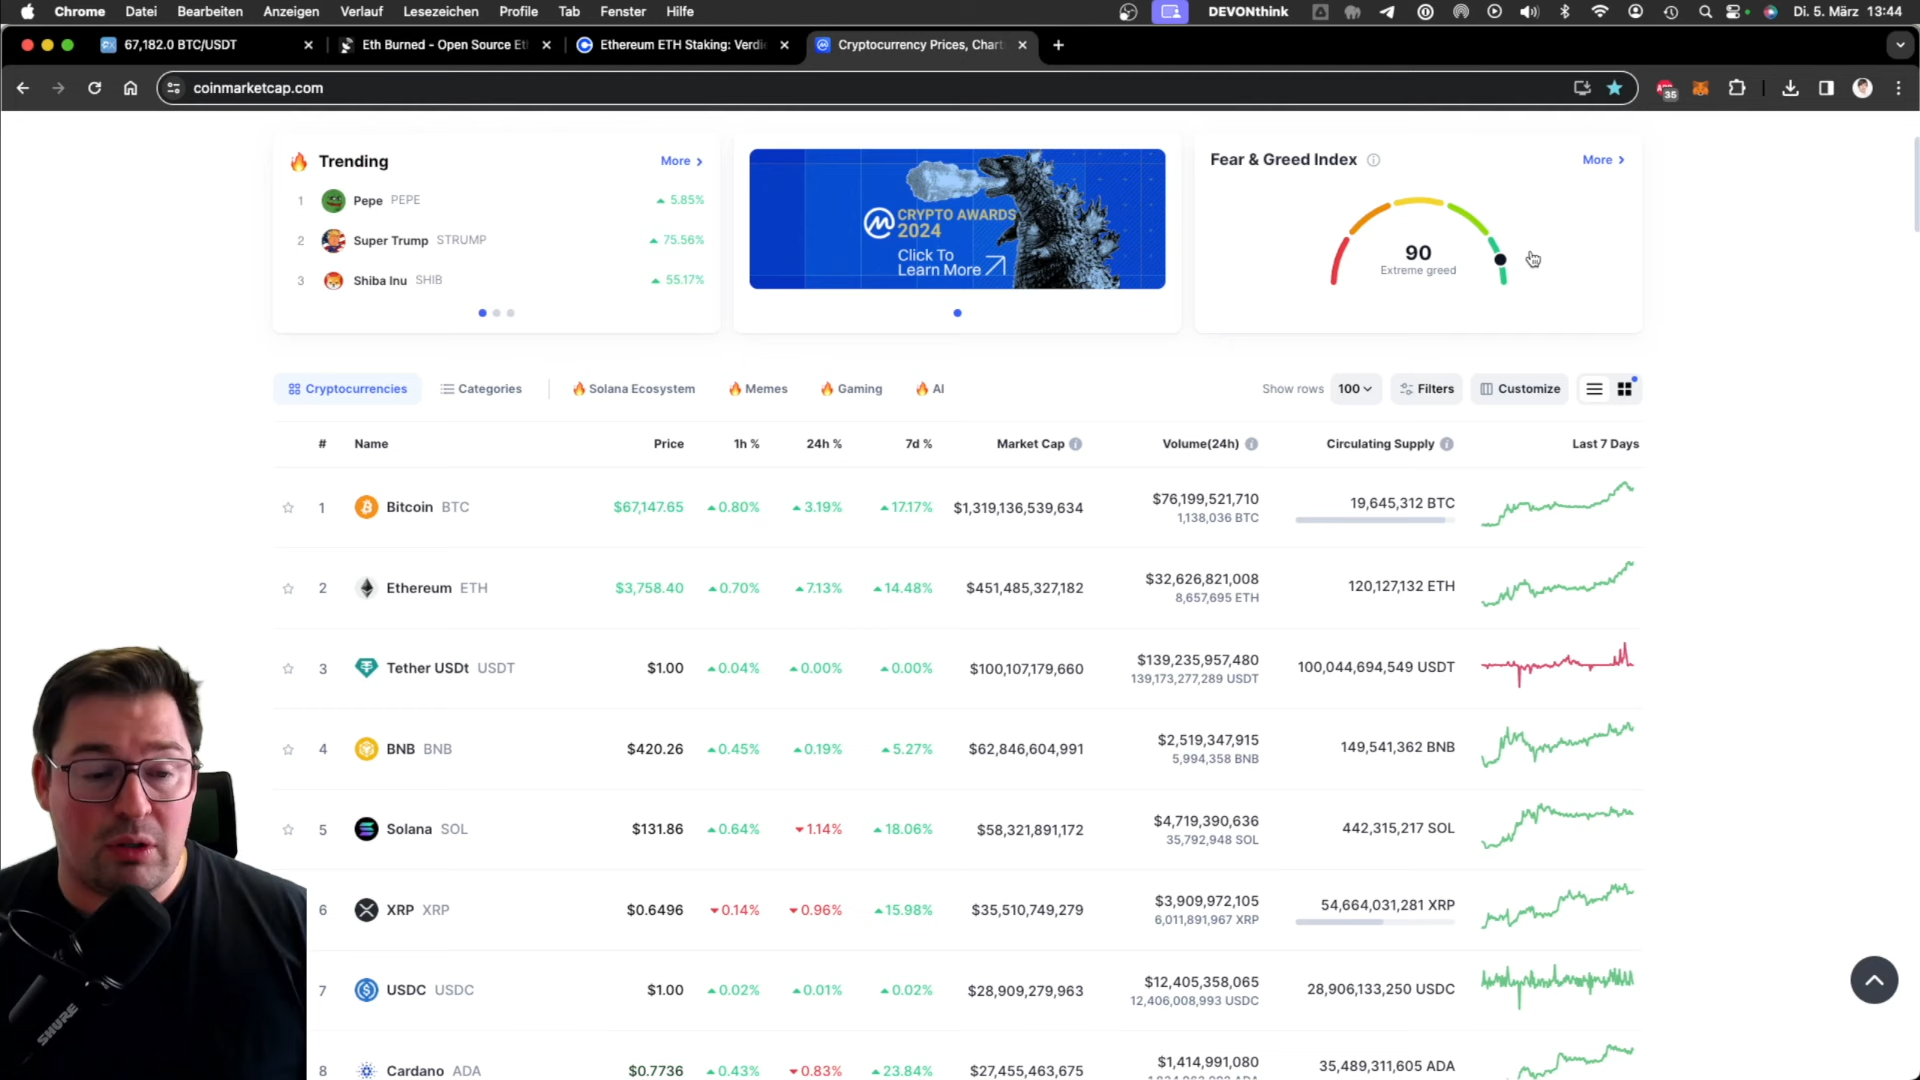 Chrome Datei Bearbeiten Anzeigen Verlauf Lesezeichen Profile Tab Fenster Hilfe DEVONthink Di. 5. März 13:44
67,182.0 BTC/USDT Eth Burned - Open Source Et Ethereum ETH Staking: Verdi Cryptocurrency Prices, Chart
coinmarketcap.com 35
Trending More
1 Pepe PEPE 5.85%
2 Super Trump STRUMP 75.56%
3 Shiba Inu SHIB 55.17%
CRYPTO AWARDS
2024
Click To
Learn More
Fear & Greed Index More
90
Extreme greed
Cryptocurrencies Categories Solana Ecosystem Memes Gaming AI Show rows 100 Filters Customize
# Name Price 1h % 24h % 7d % Market Cap Volume(24h) Circulating Supply Last 7 Days
1 Bitcoin BTC $67,147.65 0.80% 3.19% 17.17% $1,319,136,539,634 $76,199,521,710 19,645,312 BTC
1,138,036 BTC
2 Ethereum ETH $3,758.40 0.70% 7.13% 14.48% $451,485,327,182 $32,626,821,008 120,127,132 ETH
8,657,695 ETH
3 Tether USDt USDT $1.00 0.04% 0.00% 0.00% $100,107,179,660 $139,235,957,480 100,044,694,549 USDT
139,173,277,289 USDT
4 BNB BNB $420.26 0.45% 0.19% 5.27% $62,846,604,991 $2,519,347,915 149,541,362 BNB
5,994,358 BNB
5 Solana SOL $131.86 0.64% 1.14% 18.06% $58,321,891,172 $4,719,390,636 442,315,217 SOL
35,792,948 SOL
6 XRP XRP $0.6496 0.14% 0.96% 15.98% $35,510,749,279 $3,909,972,105 54,664,031,281 XRP
6,011,891,967 XRP
7 USDC USDC $1.00 0.02% 0.01% 0.02% $28,909,279,963 $12,405,358,065 28,906,133,250 USDC
12,406,008,993 USDC
8 Cardano ADA $0.7736 0.43% 0.83% 23.84% $27,455,463,675 $1,414,991,080 35,489,311,605 ADA
SHURE